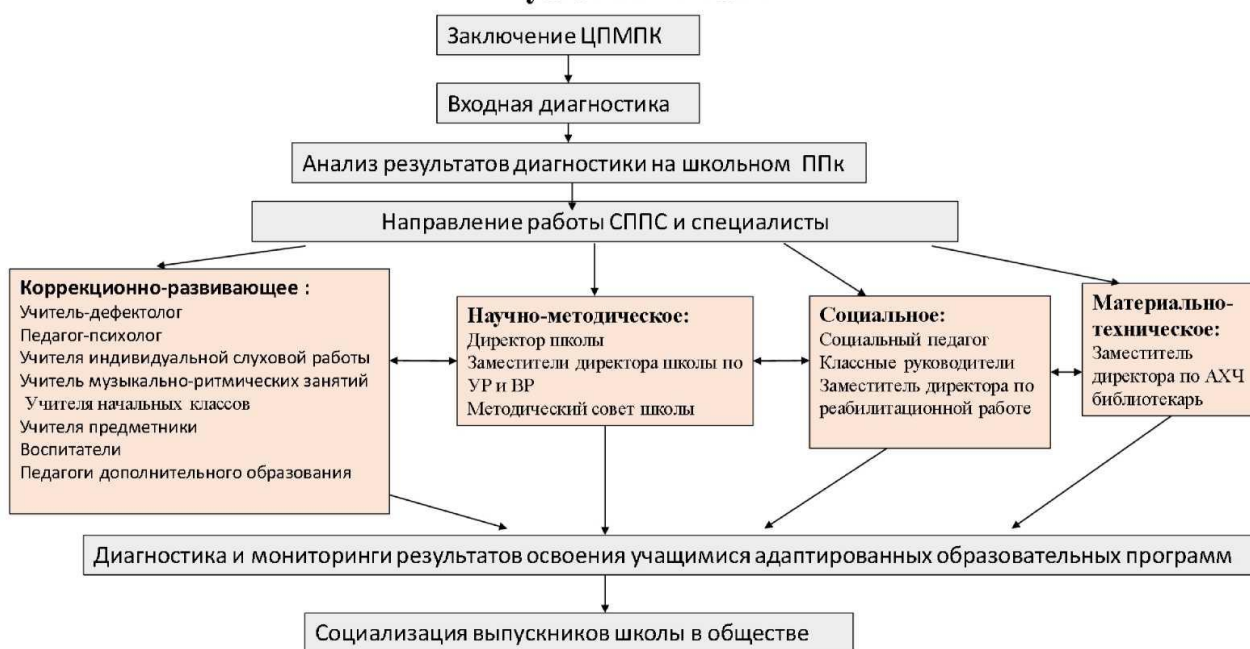 Заключение ЦПМПК
Входная диагностика
Анализ результатов диагностики на школьном ППк
Направление работы СППС и специалисты
Коррекционно-развивающее :
Учитель-дефектолог
Педагог-психолог
Учителя индивидуальной слуховой работы
Учитель музыкально-ритмических занятий
Учителя начальных классов
Учителя предметники
Воспитатели
Педагоги дополнительного образования
Научно-методическое:
Директор школы
Заместители директора школы по
УР и ВР
Методический совет школы
Социальное:
Социальный педагог
Классные руководители
Заместитель директора по
реабилитационной работе
Материально-
техническое:
Заместитель
директора по АХЧ
библиотекарь
Диагностика и мониторинги результатов освоения учащимися адаптированных образовательных программ
Социализация выпускников школы в обществе